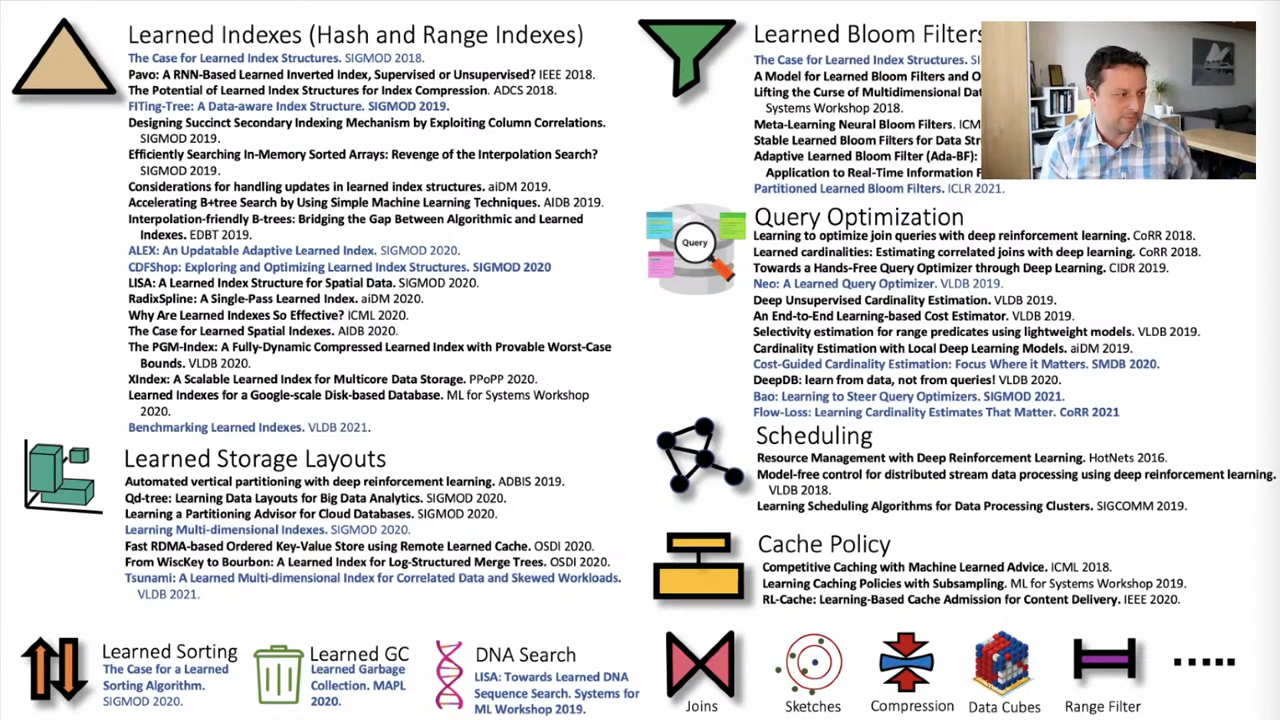 Learned Indexes (Hash and Range Indexes)
The Case for Learned Index Structures. SIGMOD 2018.
Pavo: A RNN-Based Learned Inverted Index, Supervised or Unsupervised? IEEE 2018.
The Potential of Learned Index Structures for Index Compression. ADCS 2018.
FITing-Tree: A Data-aware Index Structure. SIGMOD 2019.
Designing Succinct Secondary Indexing Mechanism by Exploiting Column Correlations.
SIGMOD 2019.
Efficiently Searching In-Memory Sorted Arrays: Revenge of the Interpolation Search?
SIGMOD 2019.
Considerations for handling updates in learned index structures. aiDM 2019.
Accelerating B+tree Search by Using Simple Machine Learning Techniques. AIDB 2019.
Interpolation-friendly B-trees: Bridging the Gap Between Algorithmic and Learned
Indexes. EDBT 2019.
ALEX: An Updatable Adaptive Learned Index. SIGMOD 2020.
CDFShop: Exploring and Optimizing Learned Index Structures. SIGMOD 2020
LISA: A Learned Index Structure for Spatial Data. SIGMOD 2020.
RadixSpline: A Single-Pass Learned Index. aiDM 2020.
Why Are Learned Indexes So Effective? ICML 2020.
The Case for Learned Spatial Indexes. AIDB 2020.
The PGM-Index: A Fully-Dynamic Compressed Learned Index with Provable Worst-Case
Bounds. VLDB 2020.
XIndex: A Scalable Learned Index for Multicore Data Storage. PPoPP 2020.
Learned Indexes for a Google-scale Disk-based Database. ML for Systems Workshop
2020.
Benchmarking Learned Indexes. VLDB 2021.
Learned Storage Layouts
Automated vertical partitioning with deep reinforcement learning. ADBIS 2019.
Qd-tree: Learning Data Layouts for Big Data Analytics. SIGMOD 2020.
Learning a Partitioning Advisor for Cloud Databases. SIGMOD 2020.
Learning Multi-dimensional Indexes. SIGMOD 2020.
Fast RDMA-based Ordered Key-Value Store using Remote Learned Cache. OSDI 2020.
From WiscKey to Bourbon: A Learned Index for Log-Structured Merge Trees. OSDI 2020.
Tsunami: A Learned Multi-dimensional Index for Correlated Data and Skewed Workloads.
VLDB 2021.
Learned Bloom Filters
The Case for Learned Index Structures. SI
A Model for Learned Bloom Filters and O
Lifting the Curse of Multidimensional Dat
Systems Workshop 2018.
Meta-Learning Neural Bloom Filters. ICM
Stable Learned Bloom Filters for Data Str
Adaptive Learned Bloom Filter (Ada-BF):
Application to Real-Time Information F
Partitioned Learned Bloom Filters. ICLR 2021.
Query
Query Optimization
Learning to optimize join queries with deep reinforcement learning. CoRR 2018.
Learned cardinalities: Estimating correlated joins with deep learning. CoRR 2018.
Towards a Hands-Free Query Optimizer through Deep Learning. CIDR 2019.
Neo: A Learned Query Optimizer. VLDB 2019.
Deep Unsupervised Cardinality Estimation. VLDB 2019.
An End-to-End Learning-based Cost Estimator. VLDB 2019.
Selectivity estimation for range predicates using lightweight models. VLDB 2019.
Cardinality Estimation with Local Deep Learning Models. aiDM 2019.
Cost-Guided Cardinality Estimation: Focus Where it Matters. SMDB 2020.
DeepDB: learn from data, not from queries! VLDB 2020.
Bao: Learning to Steer Query Optimizers. SIGMOD 2021.
Flow-Loss: Learning Cardinality Estimates That Matter. CoRR 2021
Scheduling
Resource Management with Deep Reinforcement Learning. HotNets 2016.
Model-free control for distributed stream data processing using deep reinforcement learning.
VLDB 2018.
Learning Scheduling Algorithms for Data Processing Clusters. SIGCOMM 2019.
Cache Policy
Competitive Caching with Machine Learned Advice. ICML 2018.
Learning Caching Policies with Subsampling. ML for Systems Workshop 2019.
RL-Cache: Learning-Based Cache Admission for Content Delivery. IEEE 2020.
Learned Sorting
The Case for a Learned
Sorting Algorithm.
SIGMOD 2020.
Learned GC
Learned Garbage
Collection. MAPL
2020.
DNA Search
LISA: Towards Learned DNA
Sequence Search. Systems for
ML Workshop 2019.
Joins
Sketches
Compression
Data Cubes
Range Filter
.....